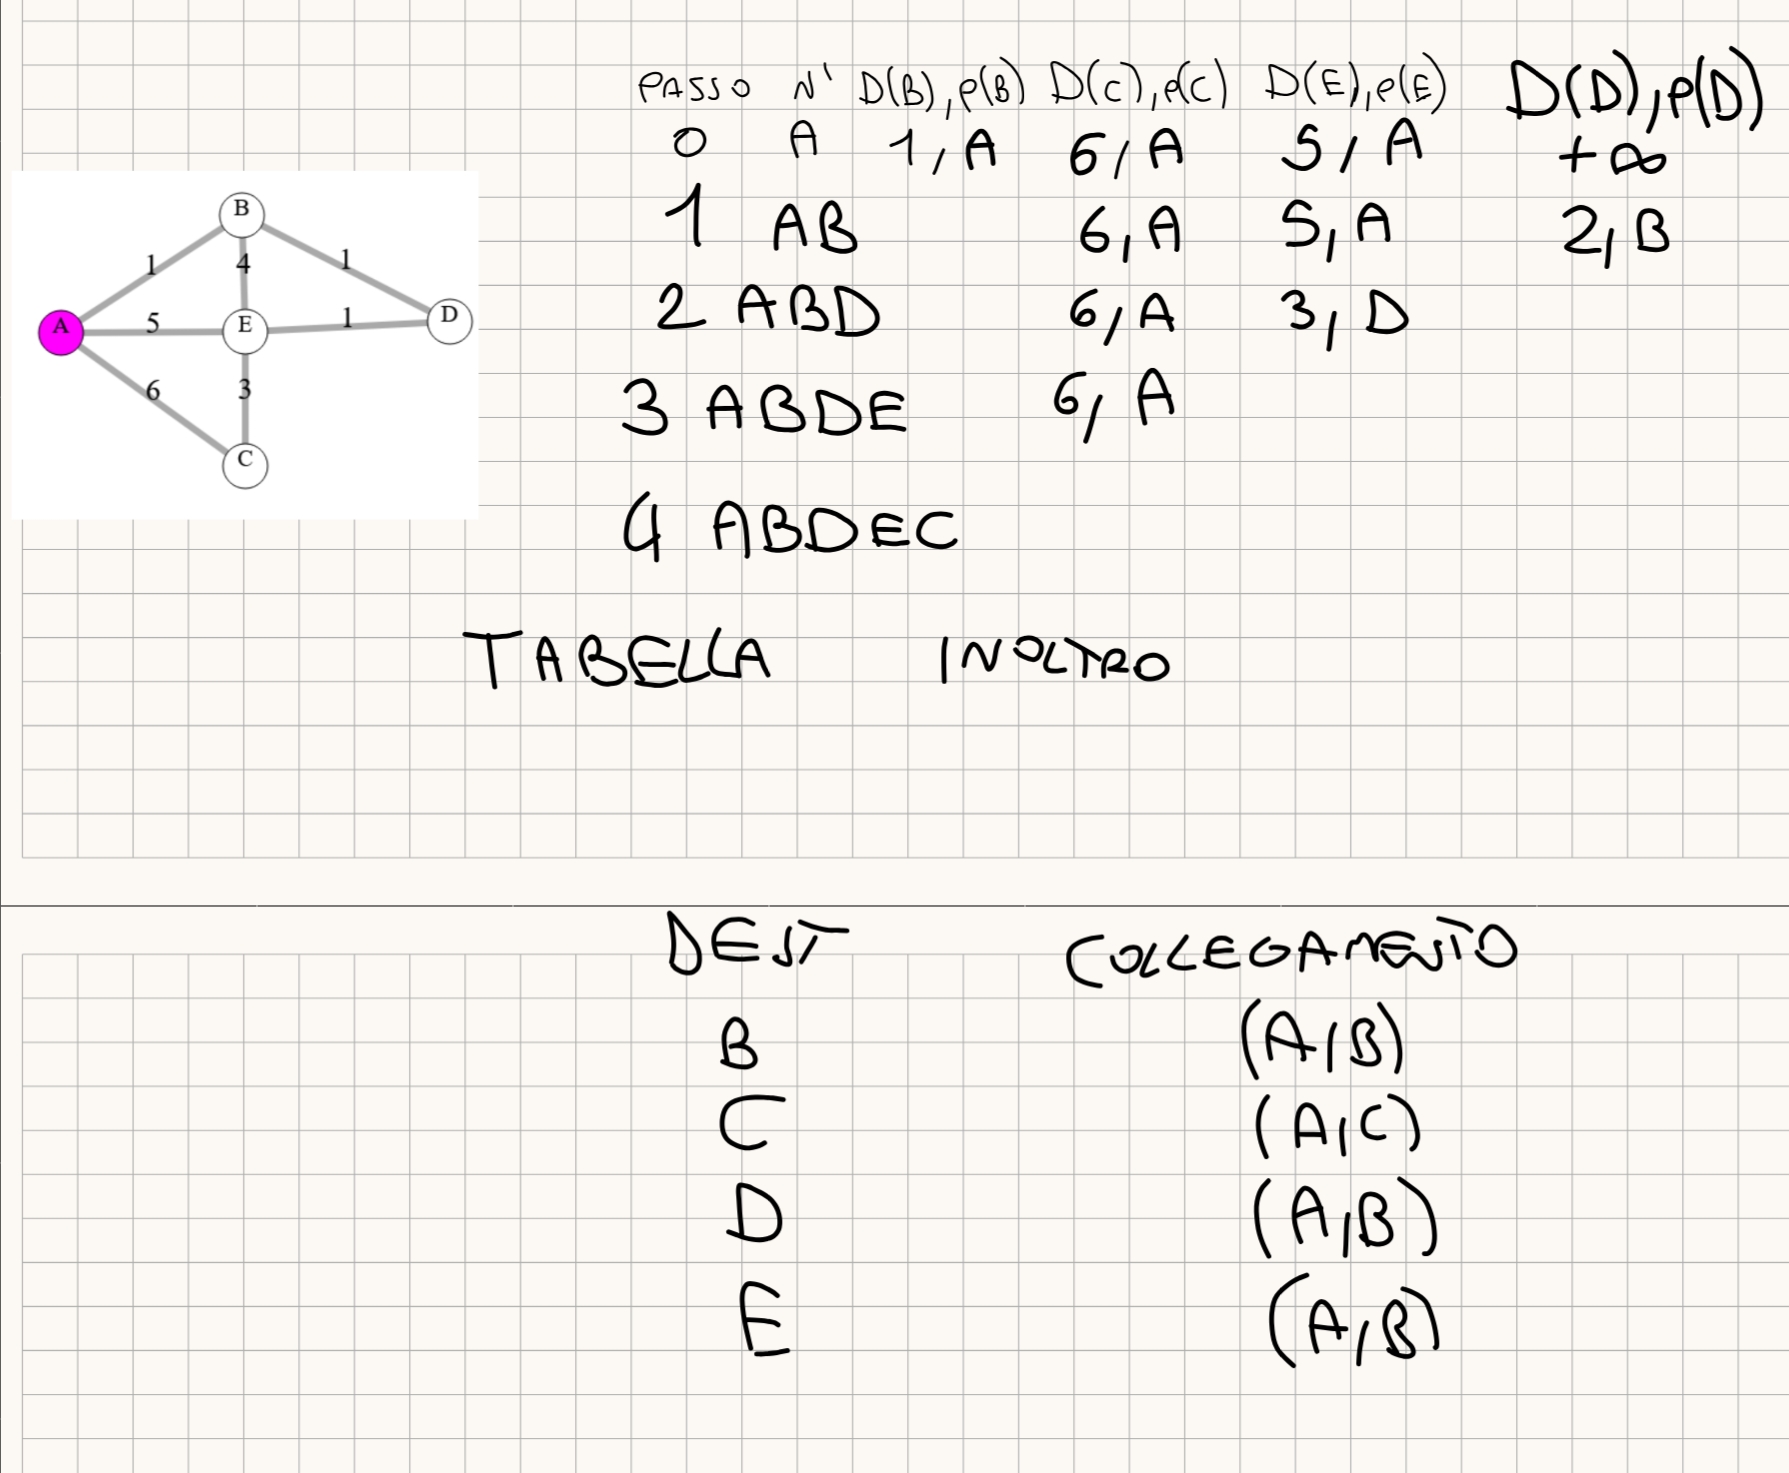 PASSO N' D(B),p(B) D(C),p(C) D(E),p(E) D(D),p(D)
0 A 1,A 6,A 5,A +∞
1 AB 6,A 5,A 2,B
2 ABD 6,A 3,D
3 ABDE 6,A
4 ABDEC
B
1 4 1
A 5 E 1 D
6 3
C
TABELLA INOLTRO
DEST COLLEGAMENTO
B (A,B)
C (A,C)
D (A,B)
E (A,B)